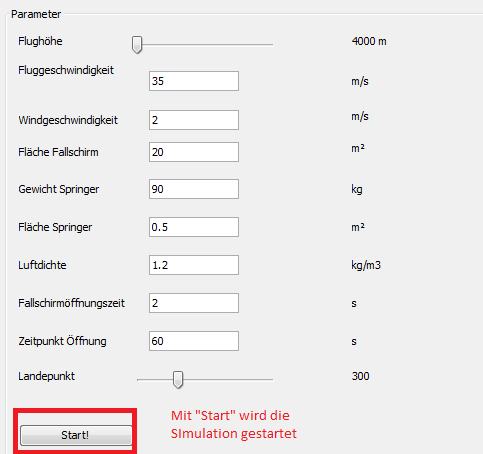 Parameter
Flughöhe 4000 m
Fluggeschwindigkeit 35 m/s
Windgeschwindigkeit 2 m/s
Fläche Fallschirm 20 m²
Gewicht Springer 90 kg
Fläche Springer 0.5 m²
Luftdichte 1.2 kg/m3
Fallschirmöffnungszeit 2 s
Zeitpunkt Öffnung 60 s
Landepunkt 300
Mit "Start" wird die
SImulation gestartet
Start!